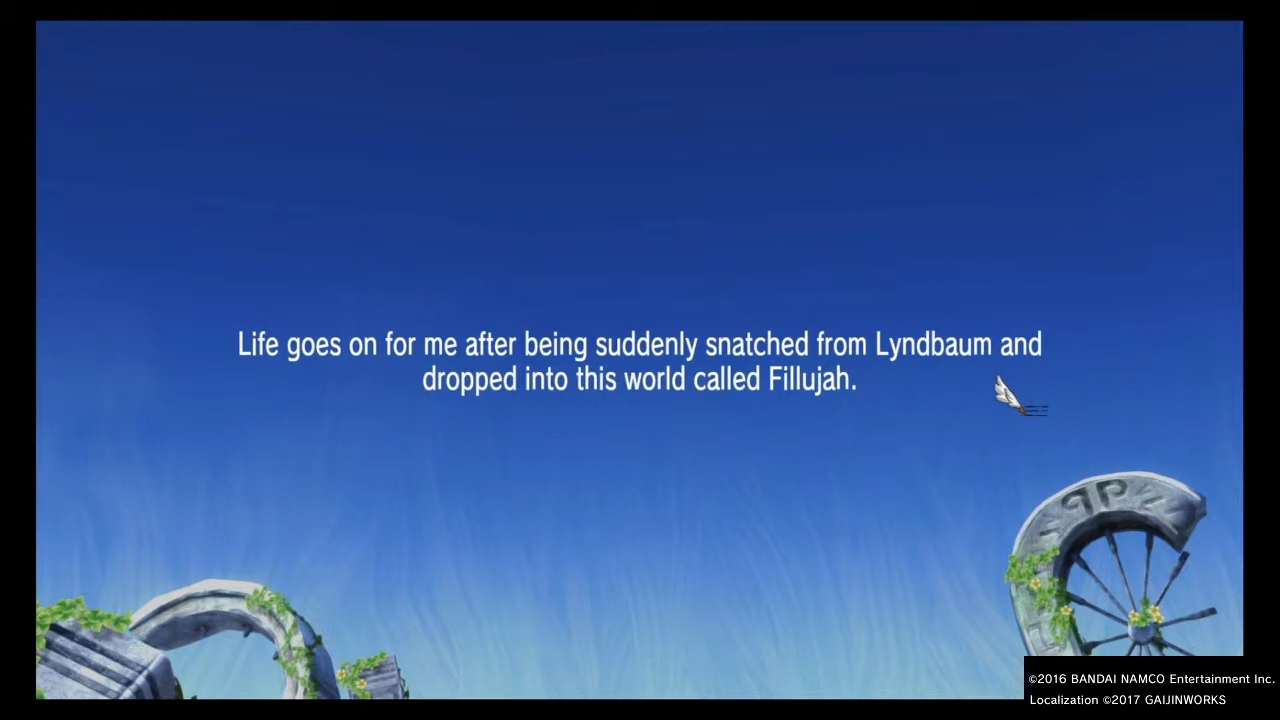 Life goes on for me after being suddenly snatched from Lyndbaum and
dropped into this world called Fillujah.
©2016 BANDAI NAMCO Entertainment Inc.
Localization ©2017 GAIJINWORKS